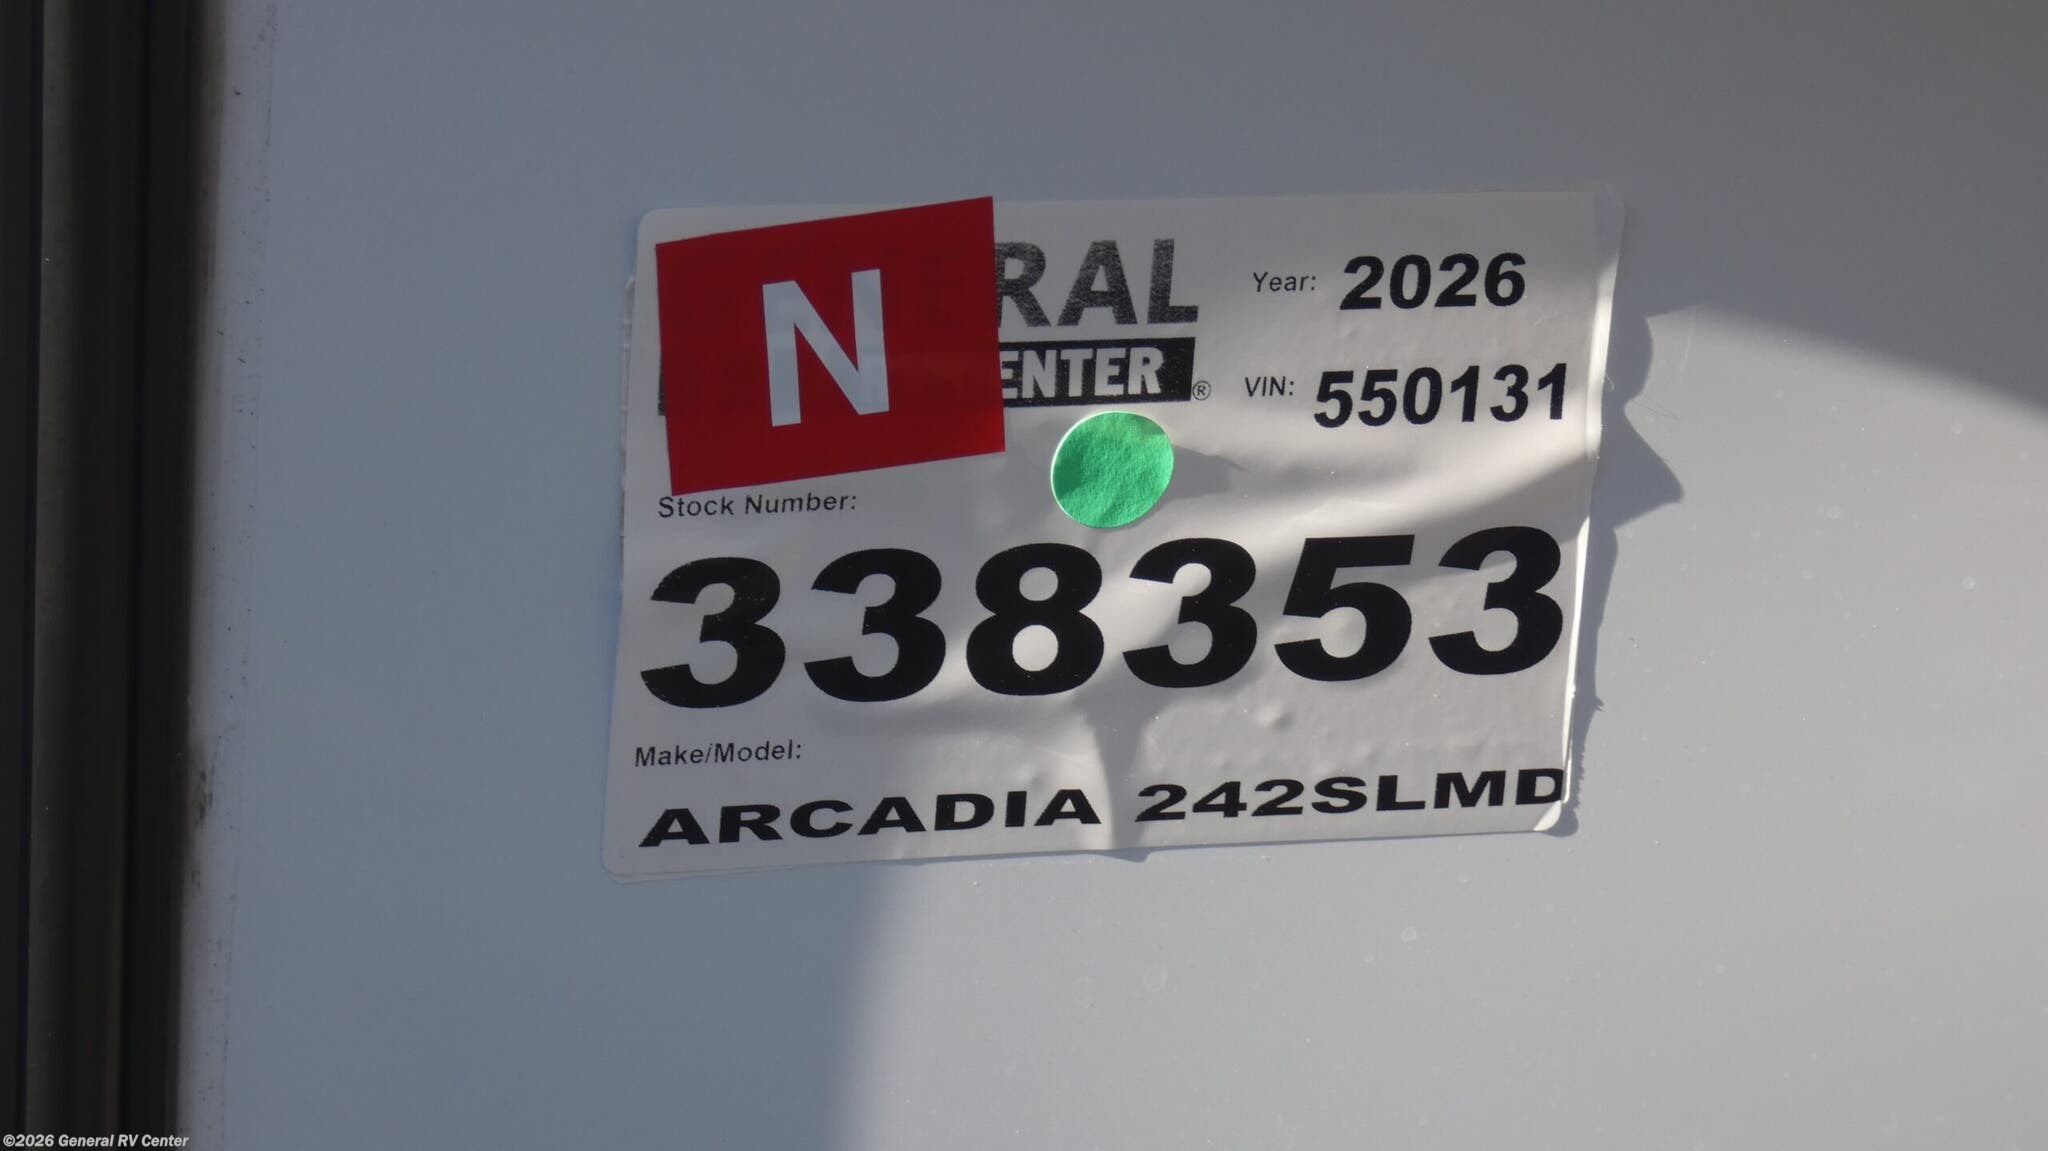 N
RAL
ENTER®
Year: 2026
VIN: 550131
Stock Number:
338353
Make/Model:
ARCADIA 242SLMD
©2026 General RV Center